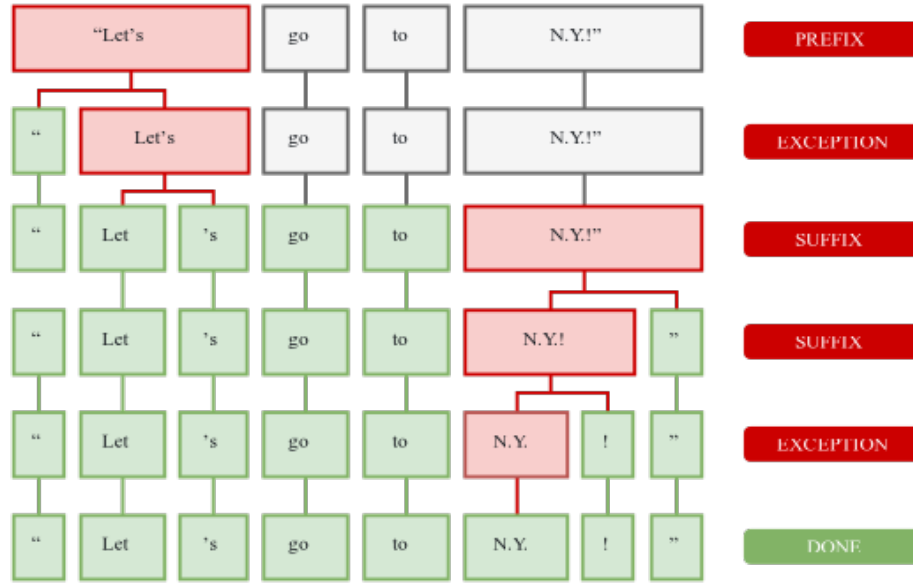 “Let’s go to N.Y.!” PREFIX
“ Let’s go to N.Y.!” EXCEPTION
“ Let ’s go to N.Y.!” SUFFIX
“ Let ’s go to N.Y.! ” SUFFIX
“ Let ’s go to N.Y. ! ” EXCEPTION
“ Let ’s go to N.Y. ! ” DONE